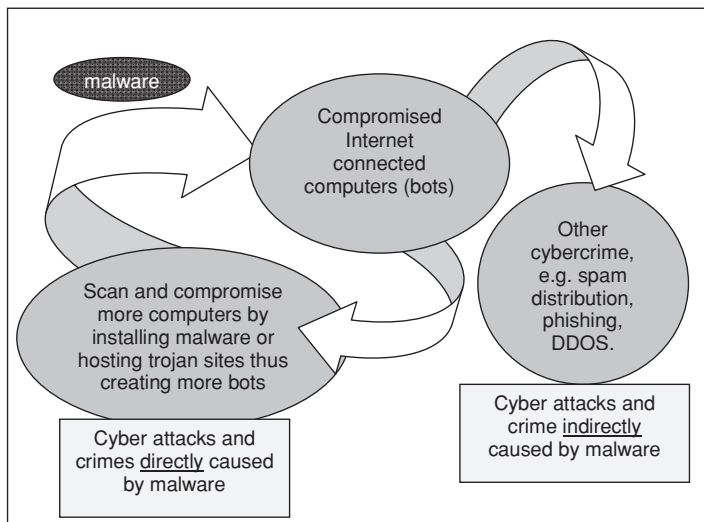 malware
Compromised
Internet
connected
computers (bots)
Other
cybercrime,
e.g. spam
distribution,
phishing,
DDOS.
Scan and compromise
more computers by
installing malware or
hosting trojan sites thus
creating more bots
Cyber attacks and
crime indirectly
caused by malware
Cyber attacks and
crimes directly caused
by malware